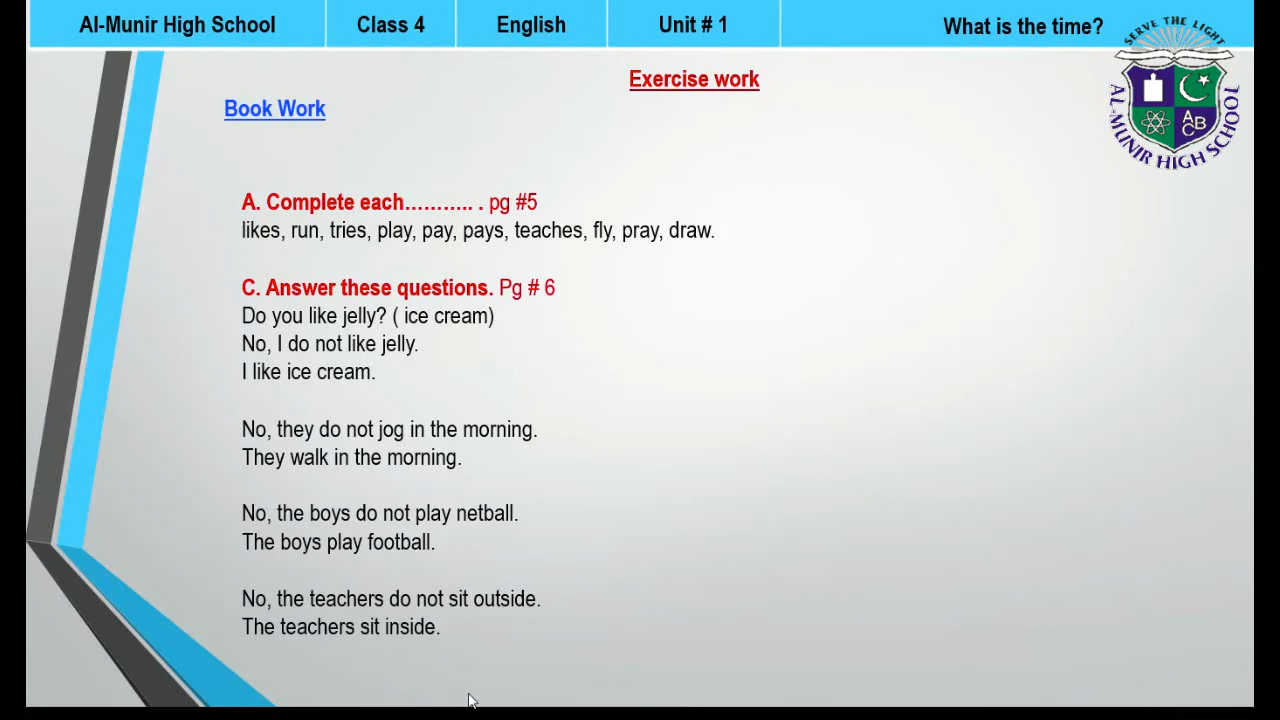 Al-Munir High School
Class 4
English
Unit # 1
What is the time?
SERVE THE LIGHT
A B C
AL-MUNIR HIGH SCHOOL
Exercise work
Book Work
A. Complete each……….. . pg #5
likes, run, tries, play, pay, pays, teaches, fly, pray, draw.
C. Answer these questions. Pg # 6
Do you like jelly? ( ice cream)
No, I do not like jelly.
I like ice cream.
No, they do not jog in the morning.
They walk in the morning.
No, the boys do not play netball.
The boys play football.
No, the teachers do not sit outside.
The teachers sit inside.